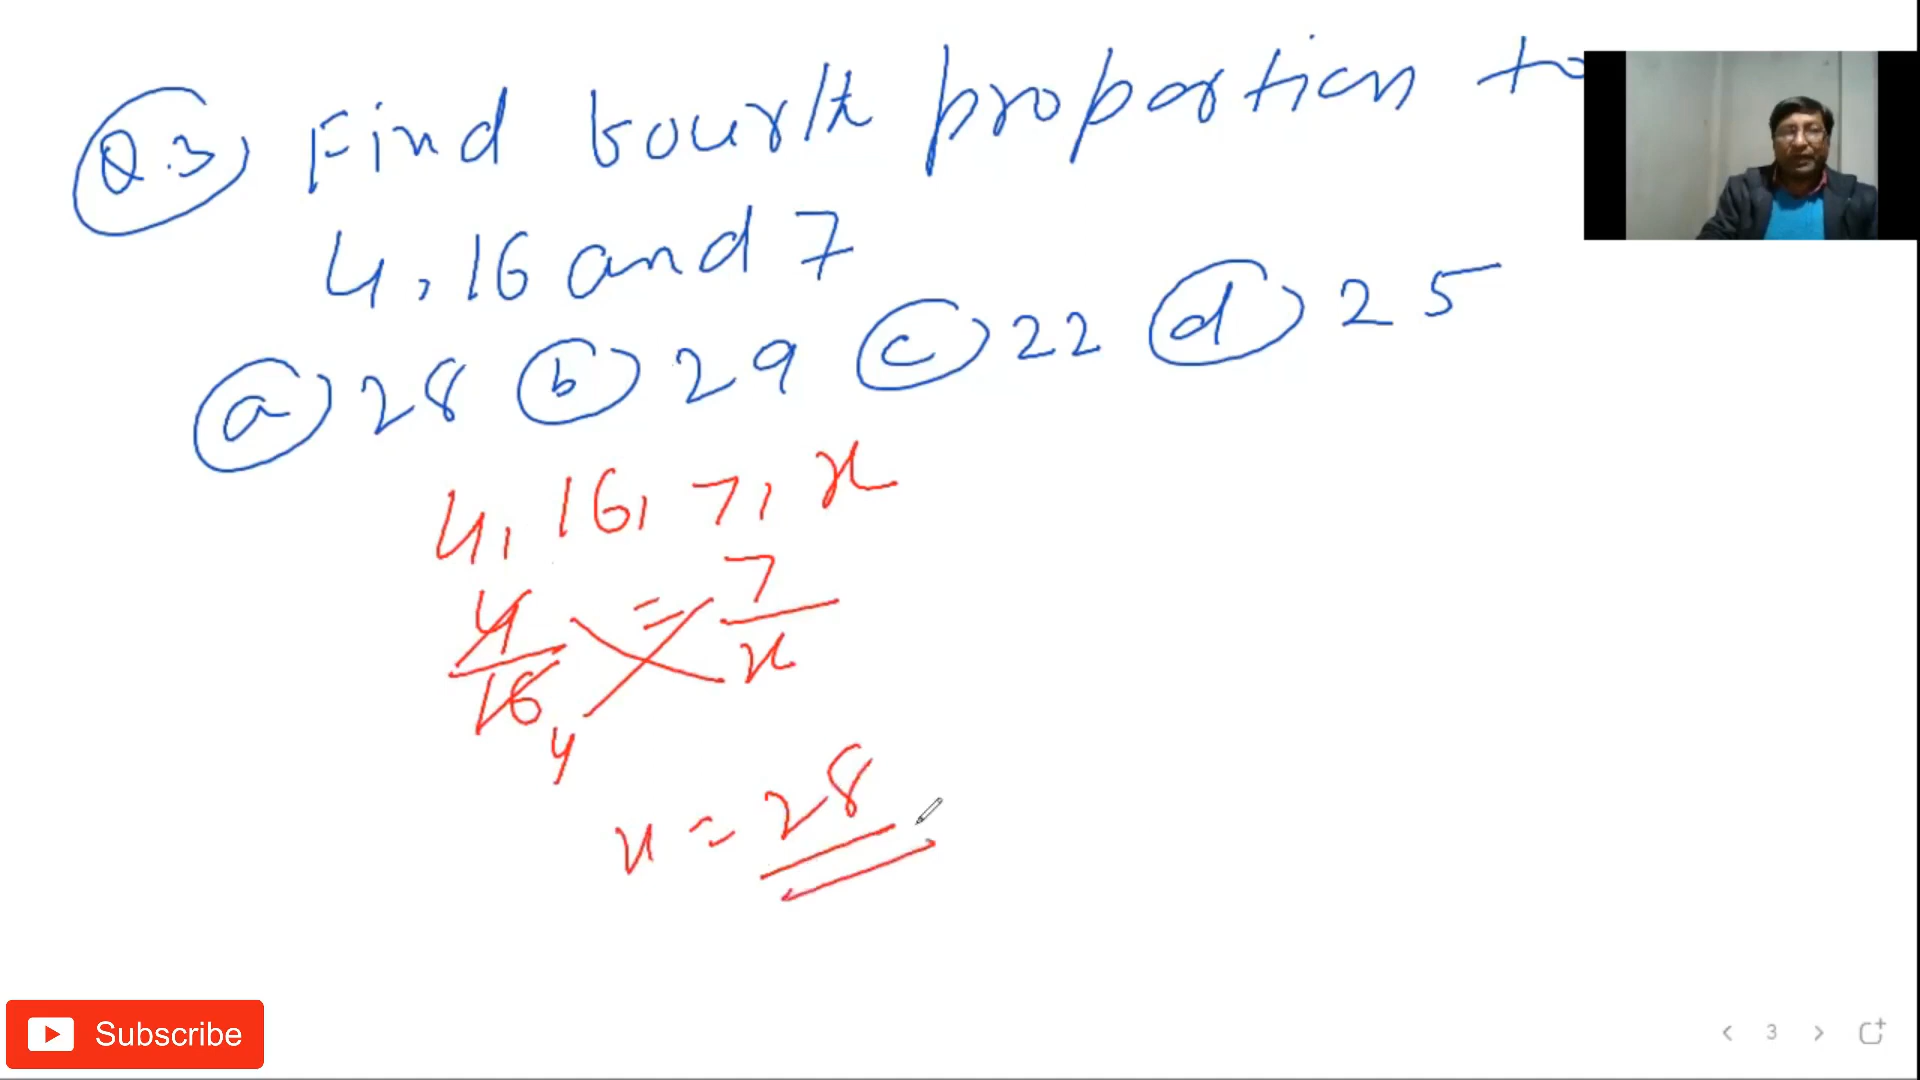 Q.3) Find fourth proportion to
4, 16 and 7
(a) 28 (b) 29 (c) 22 (d) 25
4, 16, 7, x
4/16 = 7/x
4
x = 28
Subscribe
3